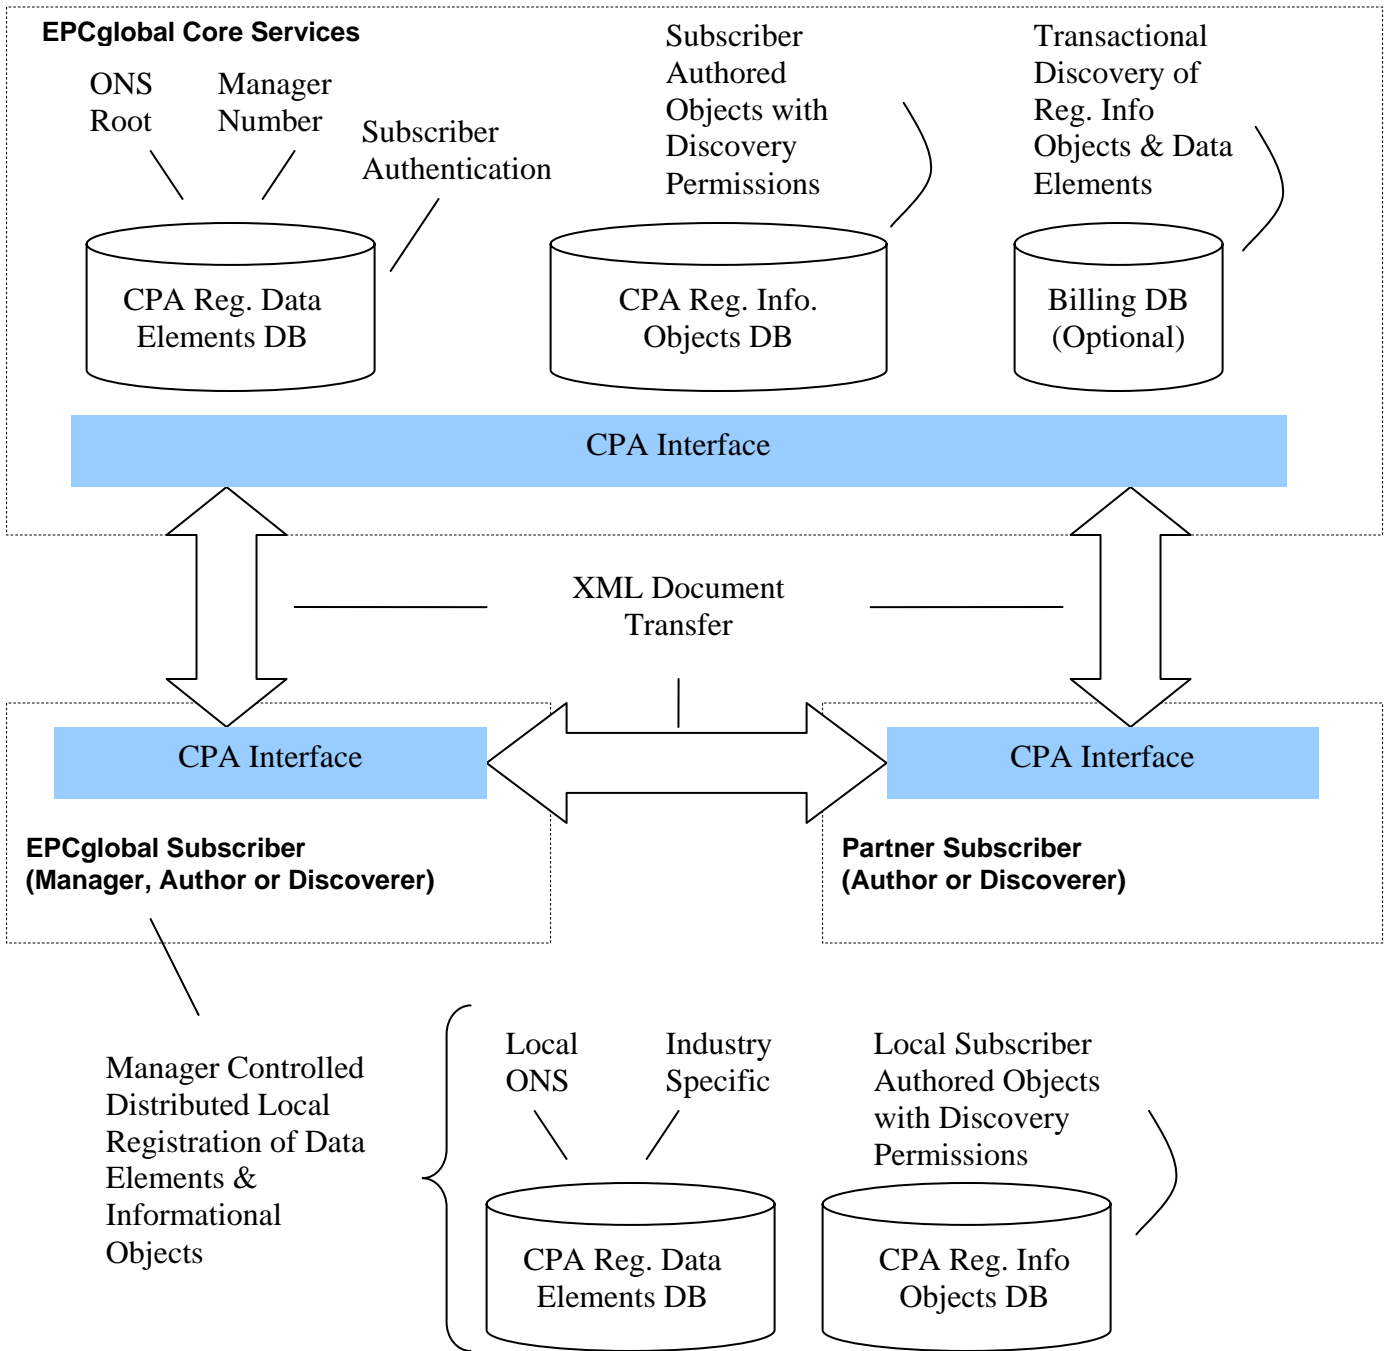 EPCglobal Core Services
ONS
Root
Manager
Number
Subscriber
Authentication
Subscriber
Authored
Objects with
Discovery
Permissions
Transactional
Discovery of
Reg. Info
Objects & Data
Elements
CPA Reg. Data
Elements DB
CPA Reg. Info.
Objects DB
Billing DB
(Optional)
CPA Interface
XML Document
Transfer
CPA Interface
CPA Interface
EPCglobal Subscriber
(Manager, Author or Discoverer)
Partner Subscriber
(Author or Discoverer)
Manager Controlled
Distributed Local
Registration of Data
Elements &
Informational
Objects
Local
ONS
Industry
Specific
Local Subscriber
Authored Objects
with Discovery
Permissions
CPA Reg. Data
Elements DB
CPA Reg. Info
Objects DB